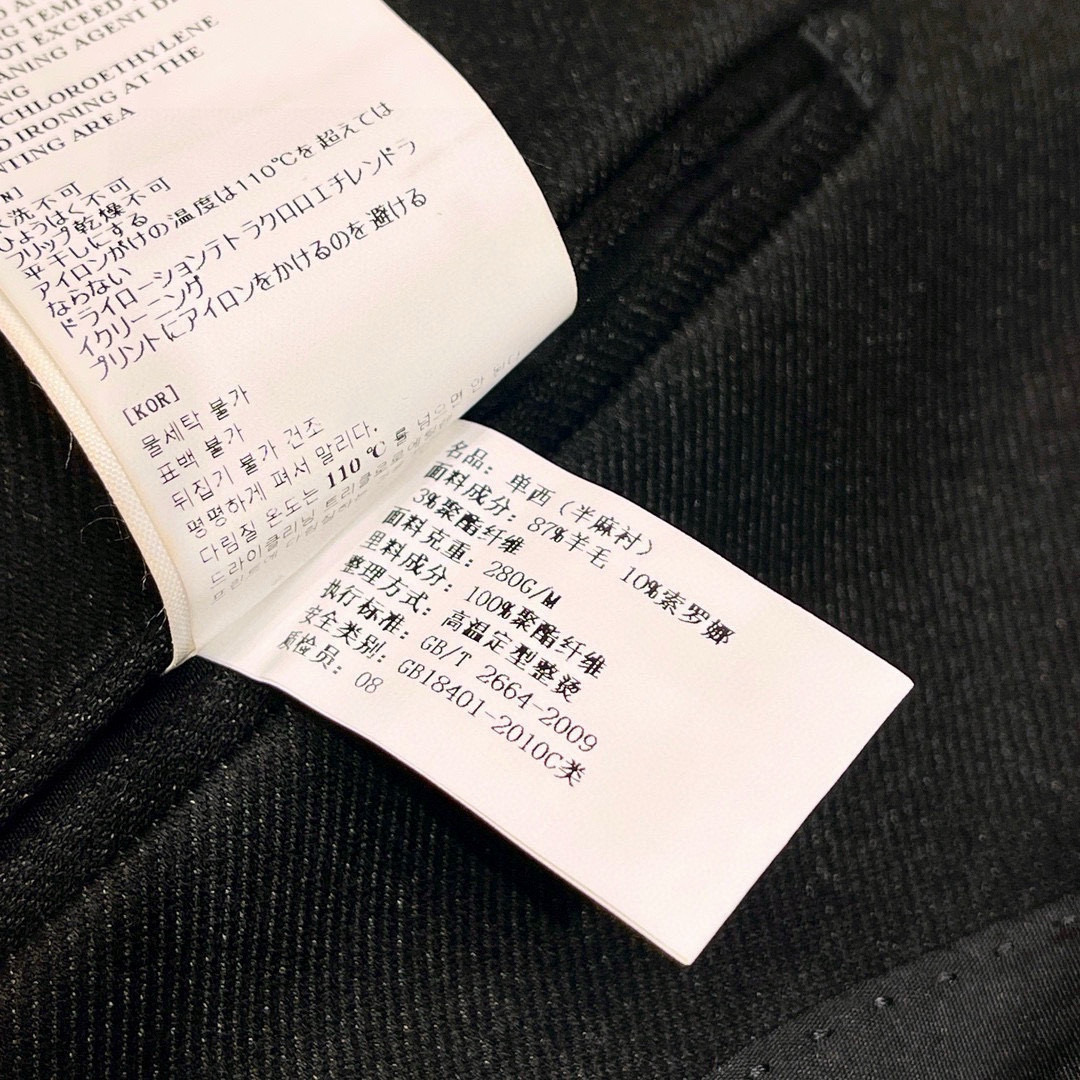 G TEMP
OT EXCEED
ANING AGENT
NG
CHLOROETHYLENE
D IRONING AT THE
NTING AREA
N]
洗不可
ひょうはく不可
フリップ乾燥不可
平干しにする
アイロンがけの温度は110℃を超えては
ならない
ドライローションテトラクロロエチレンドラ
イクリーニング
プリントにアイロンをかけるのを避ける
[KOR]
물세탁 불가
표백 불가
뒤집기 불가 건조
평평하게 펴서 말리다.
다림질 온도는 110 ℃를 넘으면 안
드라이클리닝
名: 单西 (半麻衬)
面料成分: 87%羊毛 10%索罗娜
3%聚酯纤维
面料克重: 280G/M
里料成分: 100%聚酯纤维
整理方式: 高温定型整烫
执行标准: GB/T 2664-2009
安全类别: GB18401-2010C类
质检员: 08